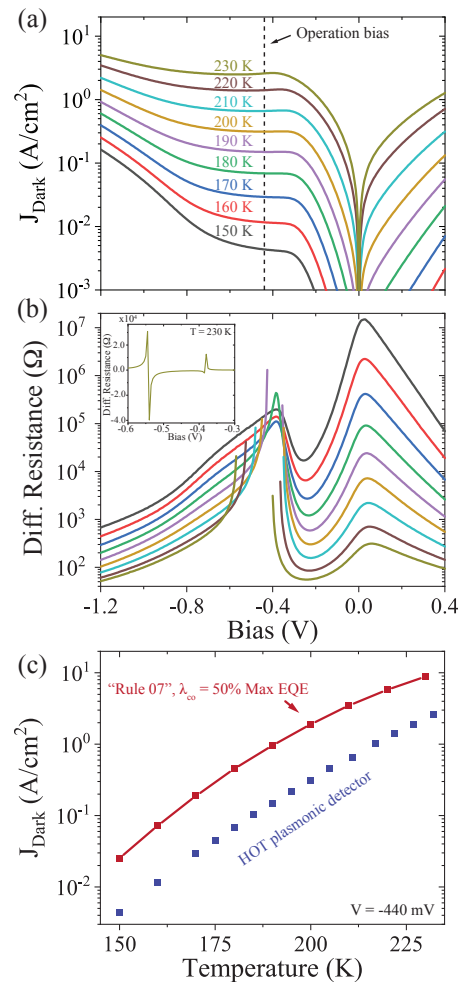 (a)
Operation bias
10¹
10⁰
10⁻¹
10⁻²
10⁻³
J_Dark (A/cm²)
230 K
220 K
210 K
200 K
190 K
180 K
170 K
160 K
150 K
(b)
10⁷
10⁶
10⁵
10⁴
10³
10²
Diff. Resistance (Ω)
x10⁴
T = 230 K
4.0
2.0
0.0
-2.0
-4.0
Diff. Resistance (Ω)
-0.6 -0.5 -0.4 -0.3
Bias (V)
-1.2 -0.8 -0.4 0.0 0.4
Bias (V)
(c)
10¹
10⁰
10⁻¹
10⁻²
J_Dark (A/cm²)
“Rule 07”, λ_co = 50% Max EQE
HOT plasmonic detector
V = -440 mV
150 175 200 225
Temperature (K)